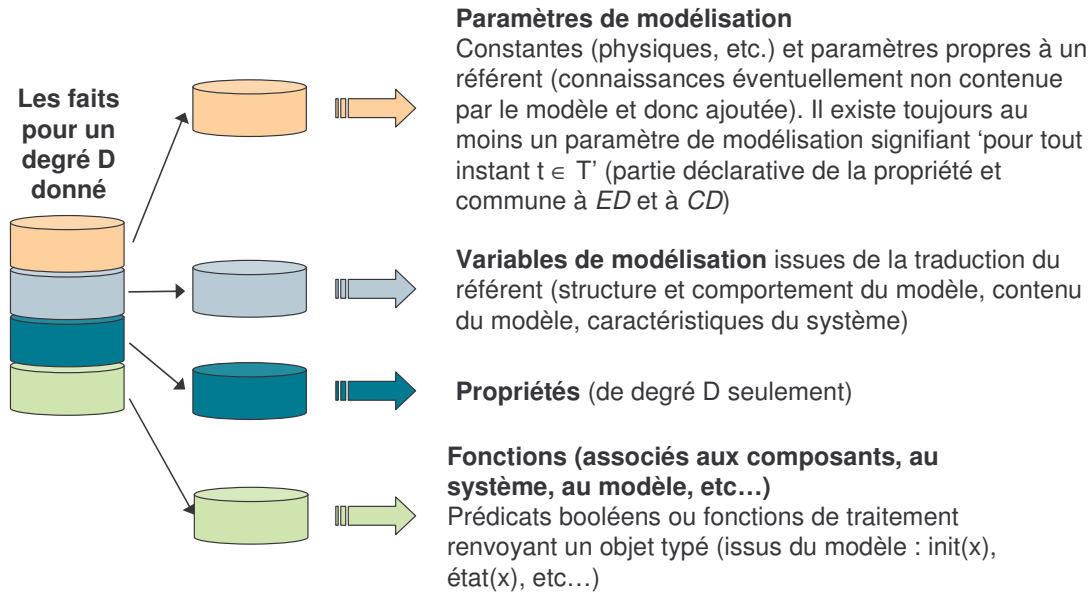 Paramètres de modélisation
Constantes (physiques, etc.) et paramètres propres à un
référent (connaissances éventuellement non contenue
par le modèle et donc ajoutée). Il existe toujours au
moins un paramètre de modélisation signifiant ‘pour tout
instant t ∈ T’ (partie déclarative de la propriété et
commune à ED et à CD)
Les faits
pour un
degré D
donné
Variables de modélisation issues de la traduction du
référent (structure et comportement du modèle, contenu
du modèle, caractéristiques du système)
Propriétés (de degré D seulement)
Fonctions (associés aux composants, au
système, au modèle, etc…)
Prédicats booléens ou fonctions de traitement
renvoyant un objet typé (issus du modèle : init(x),
état(x), etc…)